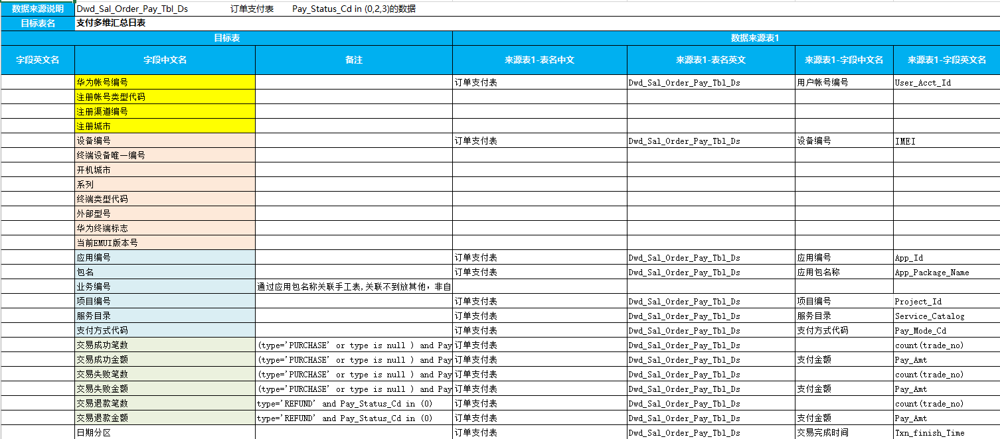 数据来源说明 Dwd_Sal_Order_Pay_Tbl_Ds 订单支付表 Pay_Status_Cd in (0,2,3)的数据
目标表名 支付多维汇总日表
目标表 数据来源表1
字段英文名 字段中文名 备注 来源表1-表名中文 来源表1-表名英文 来源表1-字段中文名 来源表1-字段英文名
华为帐号编号 订单支付表 Dwd_Sal_Order_Pay_Tbl_Ds 用户帐号编号 User_Acct_Id
注册帐号类型代码
注册渠道编号
注册城市
设备编号 订单支付表 Dwd_Sal_Order_Pay_Tbl_Ds 设备编号 IMEI
终端设备唯一编号
开机城市
系列
终端类型代码
外部型号
华为终端标志
当前EMUI版本号
应用编号 订单支付表 Dwd_Sal_Order_Pay_Tbl_Ds 应用编号 App_Id
包名 订单支付表 Dwd_Sal_Order_Pay_Tbl_Ds 应用包名称 App_Package_Name
业务编号 通过应用包名称关联手工表,关联不到放其他，非自
项目编号 订单支付表 Dwd_Sal_Order_Pay_Tbl_Ds 项目编号 Project_Id
服务目录 订单支付表 Dwd_Sal_Order_Pay_Tbl_Ds 服务目录 Service_Catalog
支付方式代码 订单支付表 Dwd_Sal_Order_Pay_Tbl_Ds 支付方式代码 Pay_Mode_Cd
交易成功笔数 (type='PURCHASE' or type is null ) and Pay 订单支付表 Dwd_Sal_Order_Pay_Tbl_Ds count(trade_no)
交易成功金额 (type='PURCHASE' or type is null ) and Pay 订单支付表 Dwd_Sal_Order_Pay_Tbl_Ds 支付金额 Pay_Amt
交易失败笔数 (type='PURCHASE' or type is null ) and Pay 订单支付表 Dwd_Sal_Order_Pay_Tbl_Ds count(trade_no)
交易失败金额 (type='PURCHASE' or type is null ) and Pay 订单支付表 Dwd_Sal_Order_Pay_Tbl_Ds 支付金额 Pay_Amt
交易退款笔数 type='REFUND' and Pay_Status_Cd in (0) 订单支付表 Dwd_Sal_Order_Pay_Tbl_Ds count(trade_no)
交易退款金额 type='REFUND' and Pay_Status_Cd in (0) 订单支付表 Dwd_Sal_Order_Pay_Tbl_Ds 支付金额 Pay_Amt
日期分区 订单支付表 Dwd_Sal_Order_Pay_Tbl_Ds 交易完成时间 Txn_finish_Time